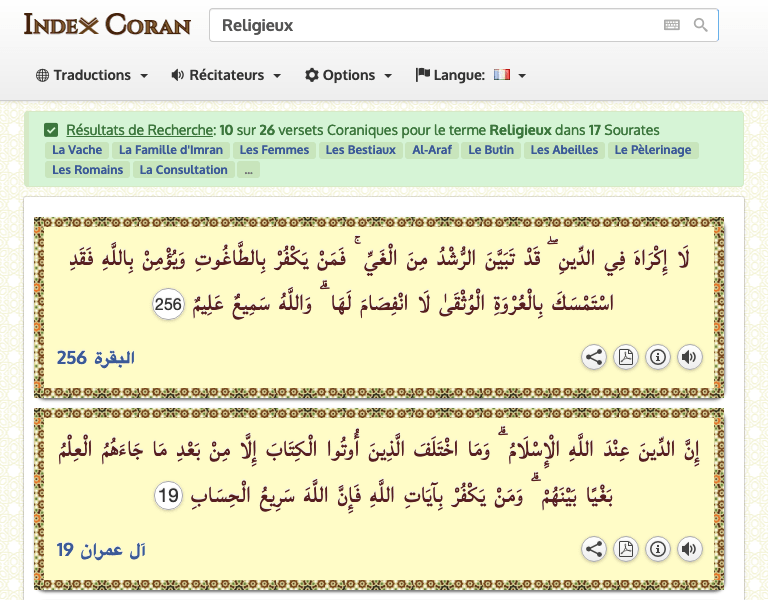 Index Coran
Religieux
Traductions Récitateurs Options Langue:
Résultats de Recherche: 10 sur 26 versets Coraniques pour le terme Religieux dans 17 Sourates
La Vache La Famille d'Imran Les Femmes Les Bestiaux Al-Araf Le Butin Les Abeilles Le Pèlerinage
Les Romains La Consultation ...
لَا إِكْرَاهَ فِي الدِّينِ ۖ قَدْ تَبَيَّنَ الرُّشْدُ مِنَ الْغَيِّ ۚ فَمَنْ يَكْفُرْ بِالطَّاغُوتِ وَيُؤْمِنْ بِاللَّهِ فَقَدِ
اسْتَمْسَكَ بِالْعُرْوَةِ الْوُثْقَىٰ لَا انْفِصَامَ لَهَا ۗ وَاللَّهُ سَمِيعٌ عَلِيمٌ 256
البقرة 256
إِنَّ الدِّينَ عِنْدَ اللَّهِ الْإِسْلَامُ ۗ وَمَا اخْتَلَفَ الَّذِينَ أُوتُوا الْكِتَابَ إِلَّا مِنْ بَعْدِ مَا جَاءَهُمُ الْعِلْمُ
بَغْيًا بَيْنَهُمْ ۗ وَمَنْ يَكْفُرْ بِآيَاتِ اللَّهِ فَإِنَّ اللَّهَ سَرِيعُ الْحِسَابِ 19
آل عمران 19